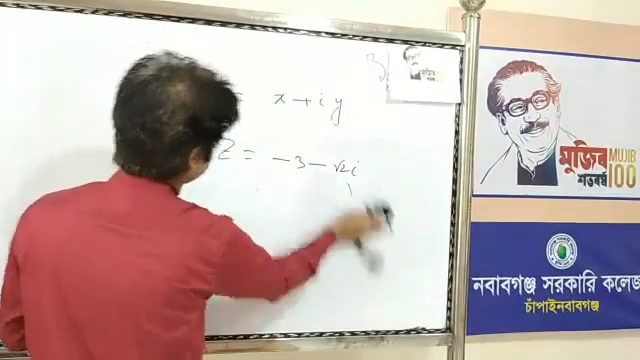 = x + iy
Z = -3 - √2i
মুজিব MUJIB
শতবর্ষ 100
নবাবগঞ্জ সরকারি কলেজ
চাঁপাইনবাবগঞ্জ